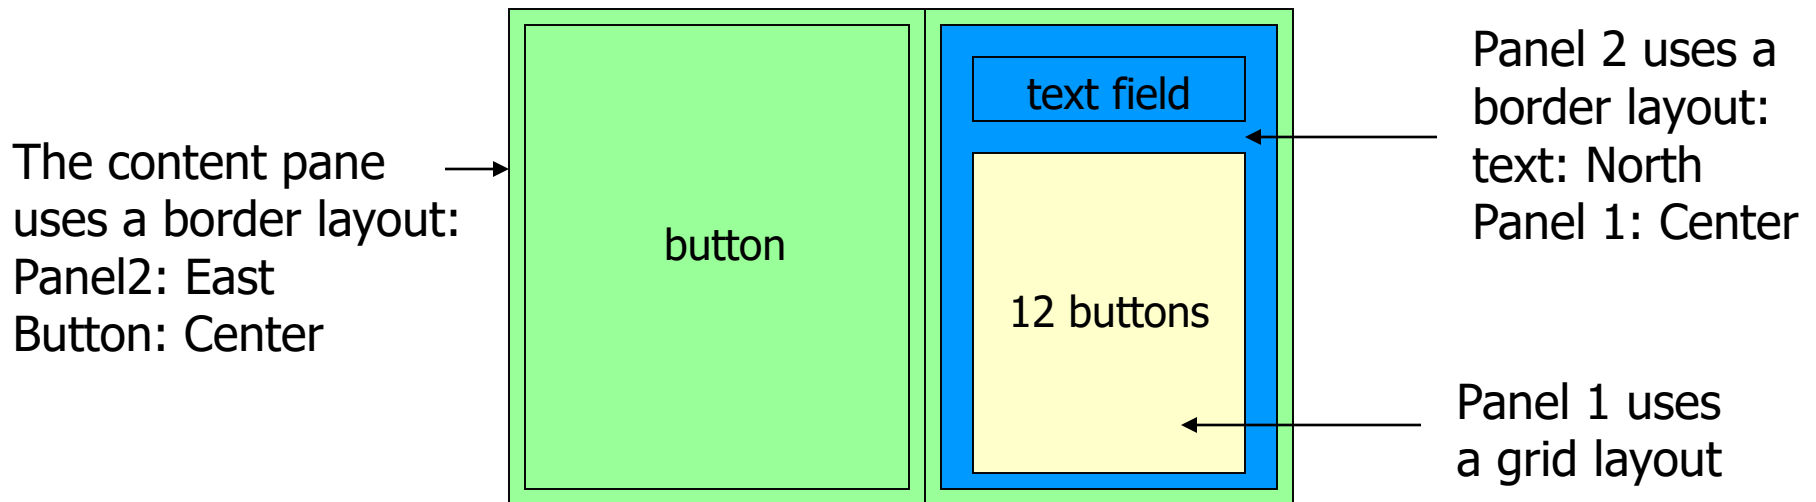 The content pane
uses a border layout:
Panel2: East
Button: Center
button
text field
12 buttons
Panel 2 uses a
border layout:
text: North
Panel 1: Center
Panel 1 uses
a grid layout